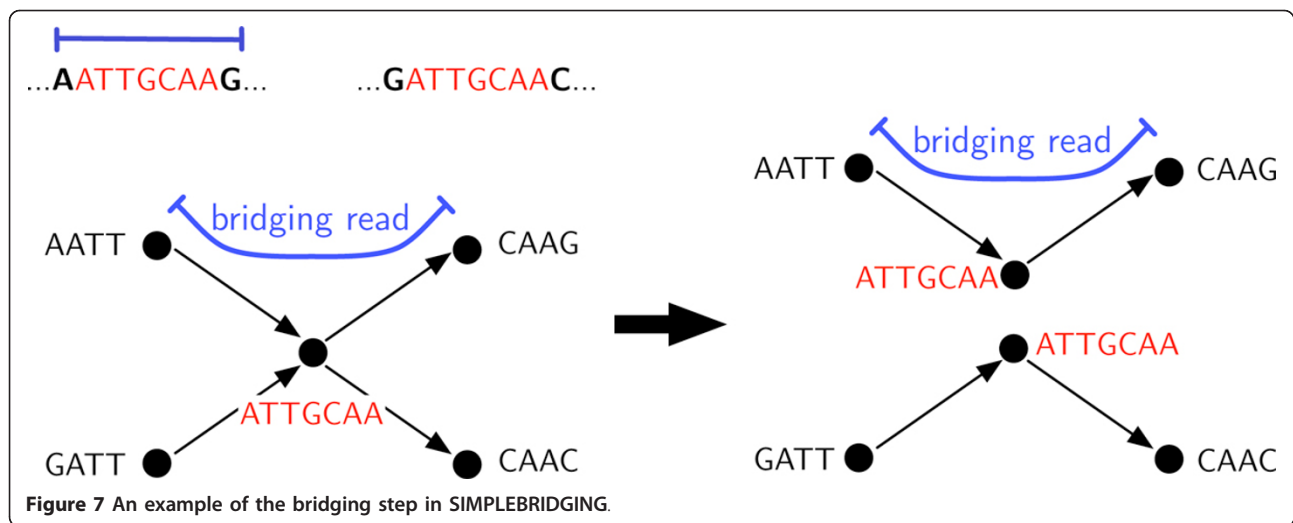 ...AATTGCAAG...
...GATTGCAAC...
bridging read
AATT
CAAG
ATTGCAA
GATT
CAAC
bridging read
AATT
CAAG
ATTGCAA
ATTGCAA
GATT
CAAC
Figure 7 An example of the bridging step in SIMPLEBRIDGING.